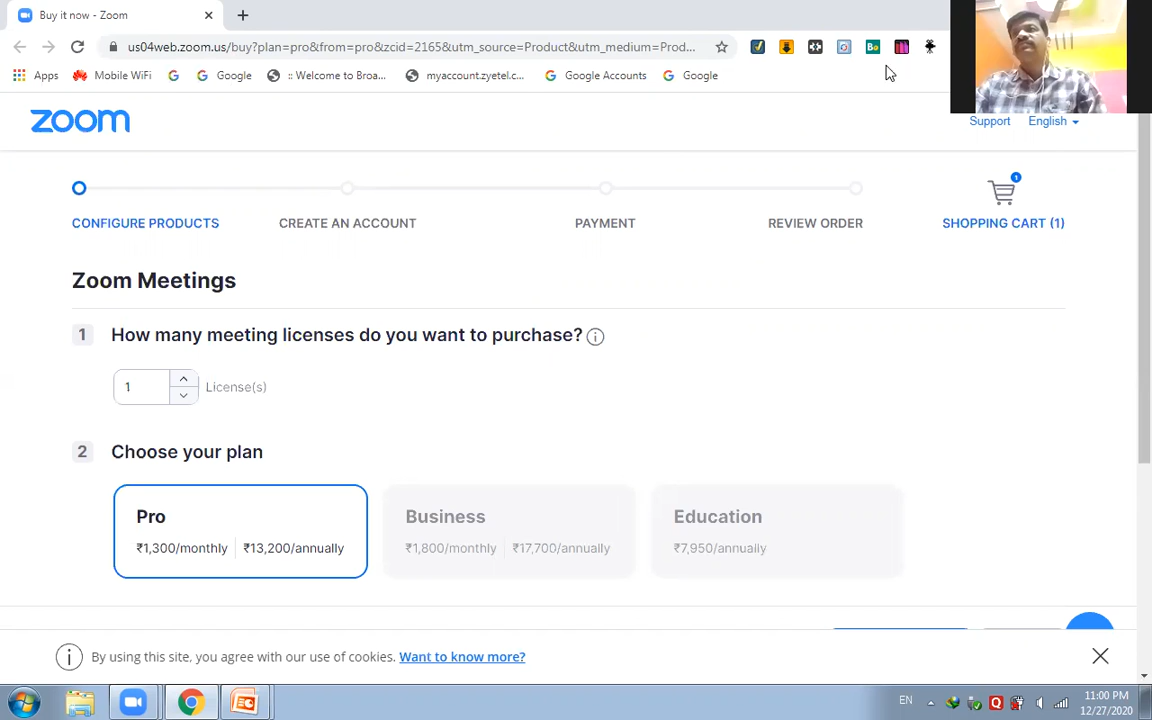 Buy it now - Zoom
us04web.zoom.us/buy?plan=pro&from=pro&zcid=2165&utm_source=Product&utm_medium=Prod...
Apps Mobile WiFi Google :: Welcome to Broa... myaccount.zyetel.c... Google Accounts Google
zoom
Support English
CONFIGURE PRODUCTS CREATE AN ACCOUNT PAYMENT REVIEW ORDER SHOPPING CART (1)
1
Zoom Meetings
1 How many meeting licenses do you want to purchase?
1 License(s)
2 Choose your plan
Pro Business Education
₹1,300/monthly ₹13,200/annually ₹1,800/monthly ₹17,700/annually ₹7,950/annually
By using this site, you agree with our use of cookies. Want to know more?
EN 11:00 PM
12/27/2020